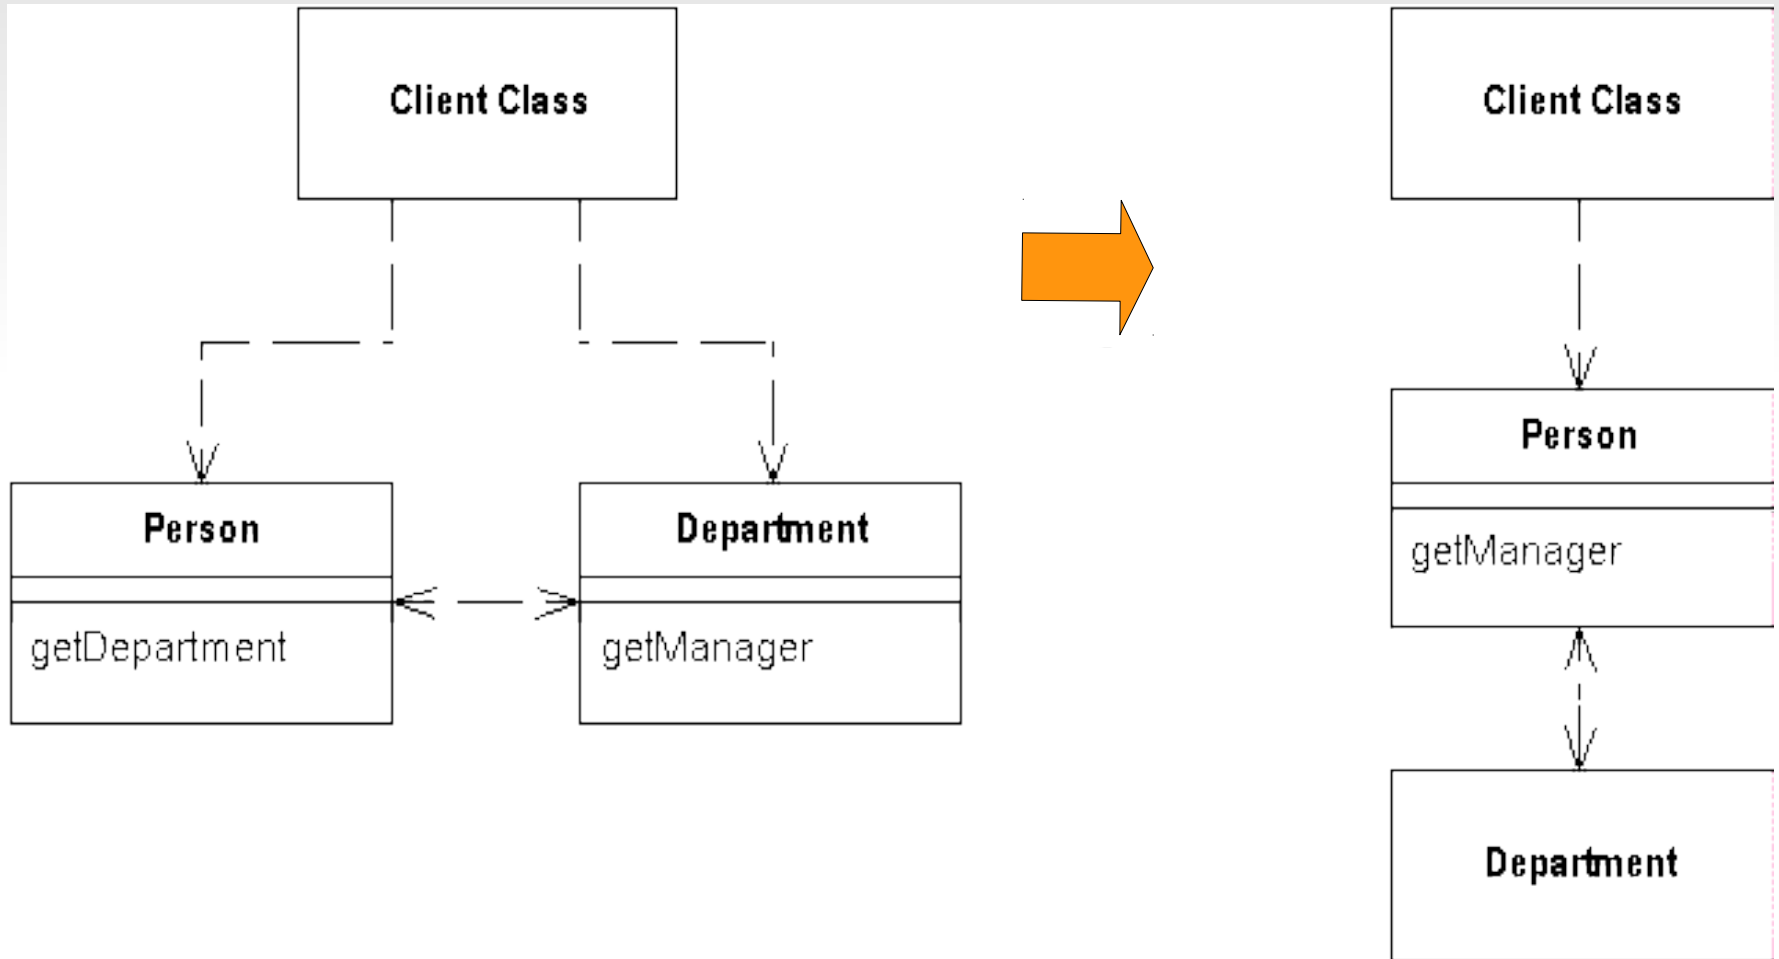 Client Class
Person
getDepartment
Department
getManager
Client Class
Person
getManager
Department